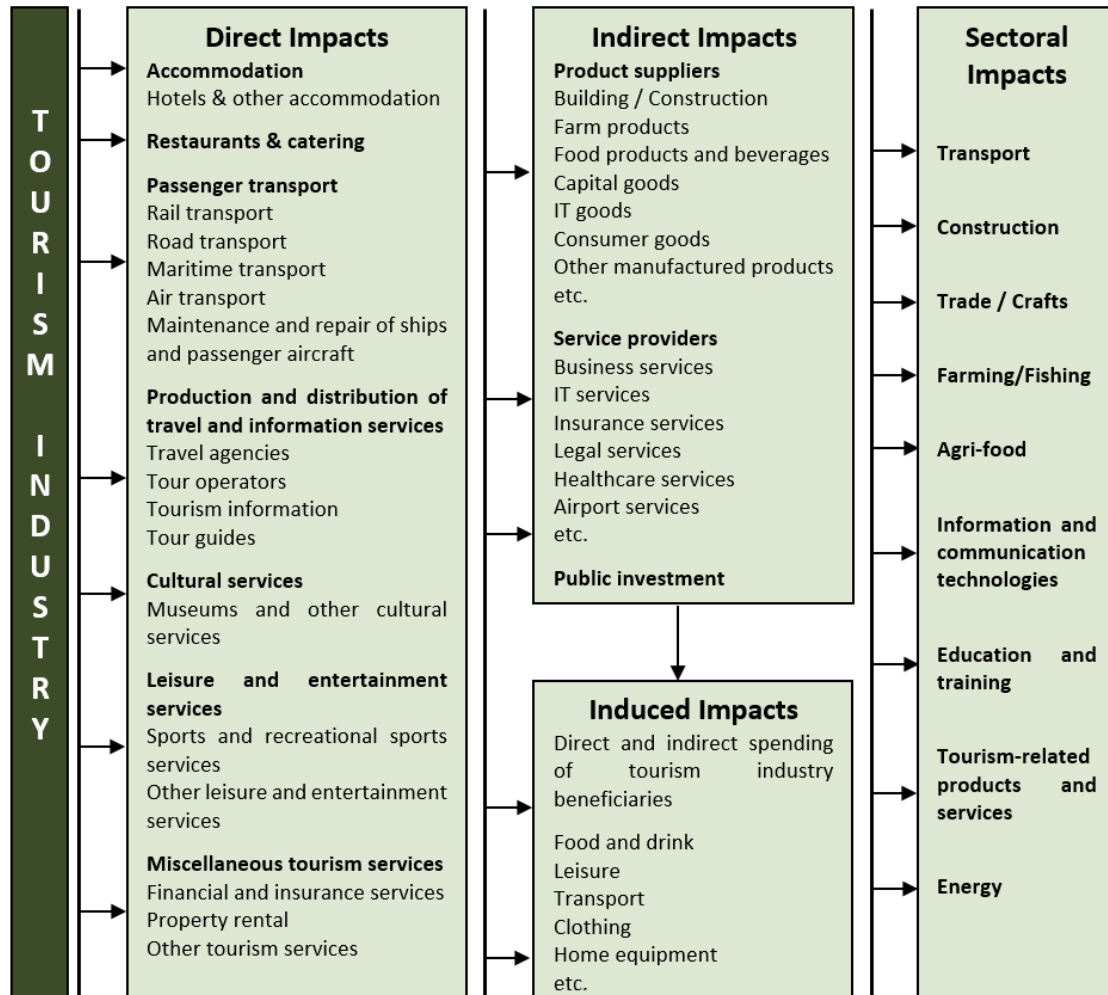 TOURISM INDUSTRY
Direct Impacts
Accommodation
Hotels & other accommodation
Restaurants & catering
Passenger transport
Rail transport
Road transport
Maritime transport
Air transport
Maintenance and repair of ships
and passenger aircraft
Production and distribution of
travel and information services
Travel agencies
Tour operators
Tourism information
Tour guides
Cultural services
Museums and other cultural
services
Leisure and entertainment
services
Sports and recreational sports
services
Other leisure and entertainment
services
Miscellaneous tourism services
Financial and insurance services
Property rental
Other tourism services
Indirect Impacts
Product suppliers
Building / Construction
Farm products
Food products and beverages
Capital goods
IT goods
Consumer goods
Other manufactured products
etc.
Service providers
Business services
IT services
Insurance services
Legal services
Healthcare services
Airport services
etc.
Public investment
Induced Impacts
Direct and indirect spending
of tourism industry
beneficiaries
Food and drink
Leisure
Transport
Clothing
Home equipment
etc.
Sectoral
Impacts
Transport
Construction
Trade / Crafts
Farming/Fishing
Agri-food
Information and
communication
technologies
Education and
training
Tourism-related
products and
services
Energy